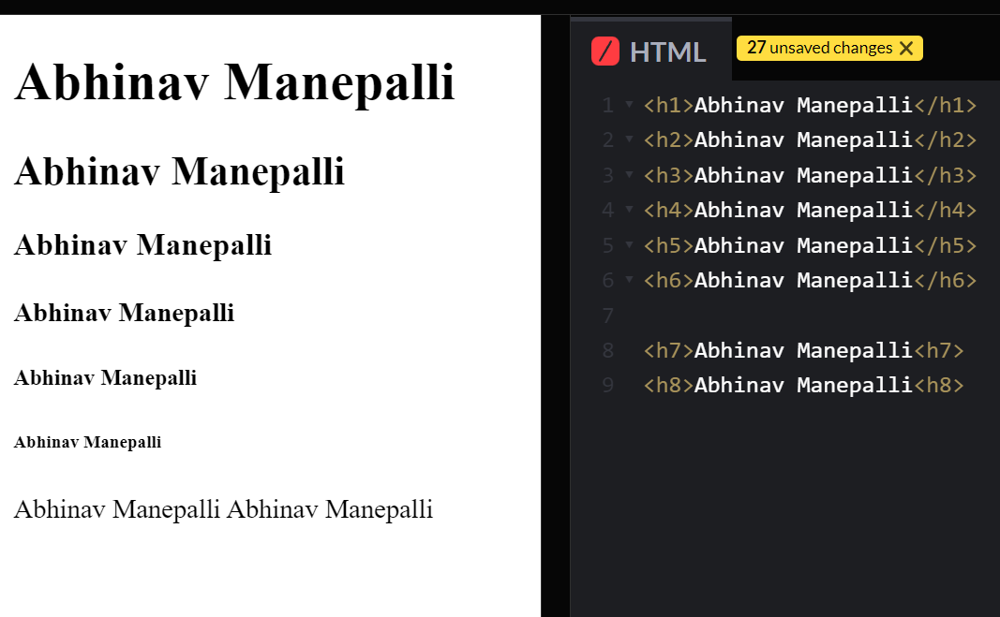 Abhinav Manepalli
Abhinav Manepalli
Abhinav Manepalli
Abhinav Manepalli
Abhinav Manepalli
Abhinav Manepalli
Abhinav Manepalli Abhinav Manepalli
/ HTML
27 unsaved changes X
1 <h1>Abhinav Manepalli</h1>
2 <h2>Abhinav Manepalli</h2>
3 <h3>Abhinav Manepalli</h3>
4 <h4>Abhinav Manepalli</h4>
5 <h5>Abhinav Manepalli</h5>
6 <h6>Abhinav Manepalli</h6>
7
8 <h7>Abhinav Manepalli<h7>
9 <h8>Abhinav Manepalli<h8>